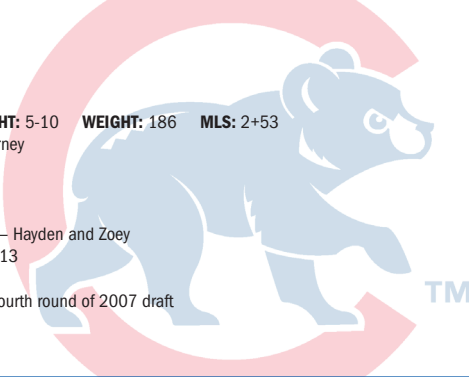 HT: 5-10 WEIGHT: 186 MLS: 2+53
rney
– Hayden and Zoey
13
ourth round of 2007 draft
TM